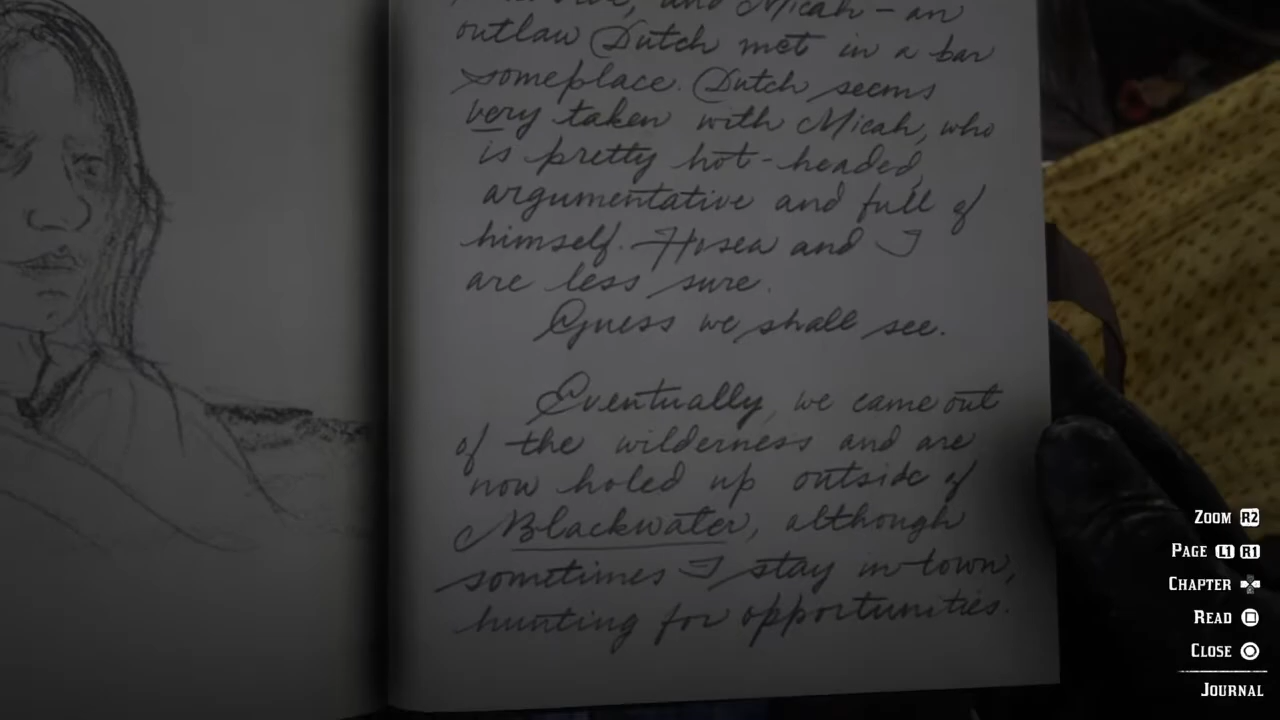 and Micah – an
outlaw Dutch met in a bar
someplace. Dutch seems
very taken with Micah, who
is pretty hot-headed,
argumentative and full of
himself. Hosea and I
are less sure.
Guess we shall see.
Eventually, we came out
of the wilderness and are
now holed up outside of
Blackwater, although
sometimes I stay in town,
hunting for opportunities.
ZOOM R2
PAGE L1 R1
CHAPTER
READ
CLOSE
JOURNAL